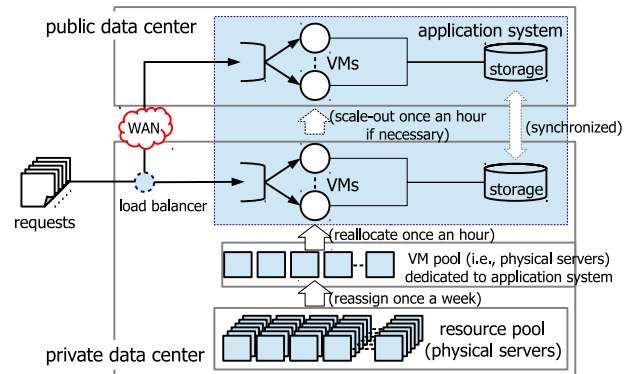 public data center
application system
VMs
storage
WAN
(scale-out once an hour
if necessary)
(synchronized)
VMs
storage
requests
load balancer
(reallocate once an hour)
VM pool (i.e., physical servers)
dedicated to application system
(reassign once a week)
resource pool
(physical servers)
private data center